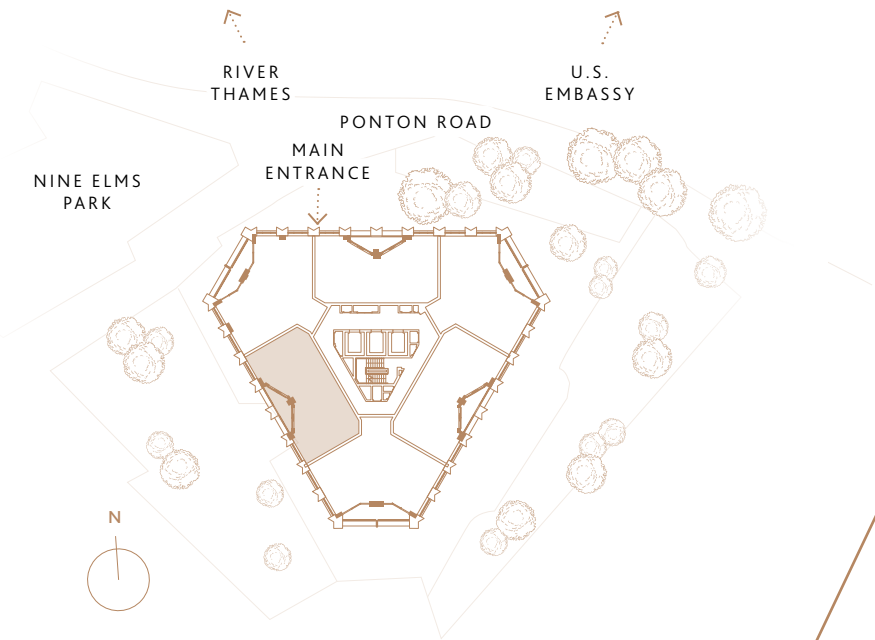 RIVER
THAMES
U.S.
EMBASSY
PONTON ROAD
MAIN
ENTRANCE
NINE ELMS
PARK
N